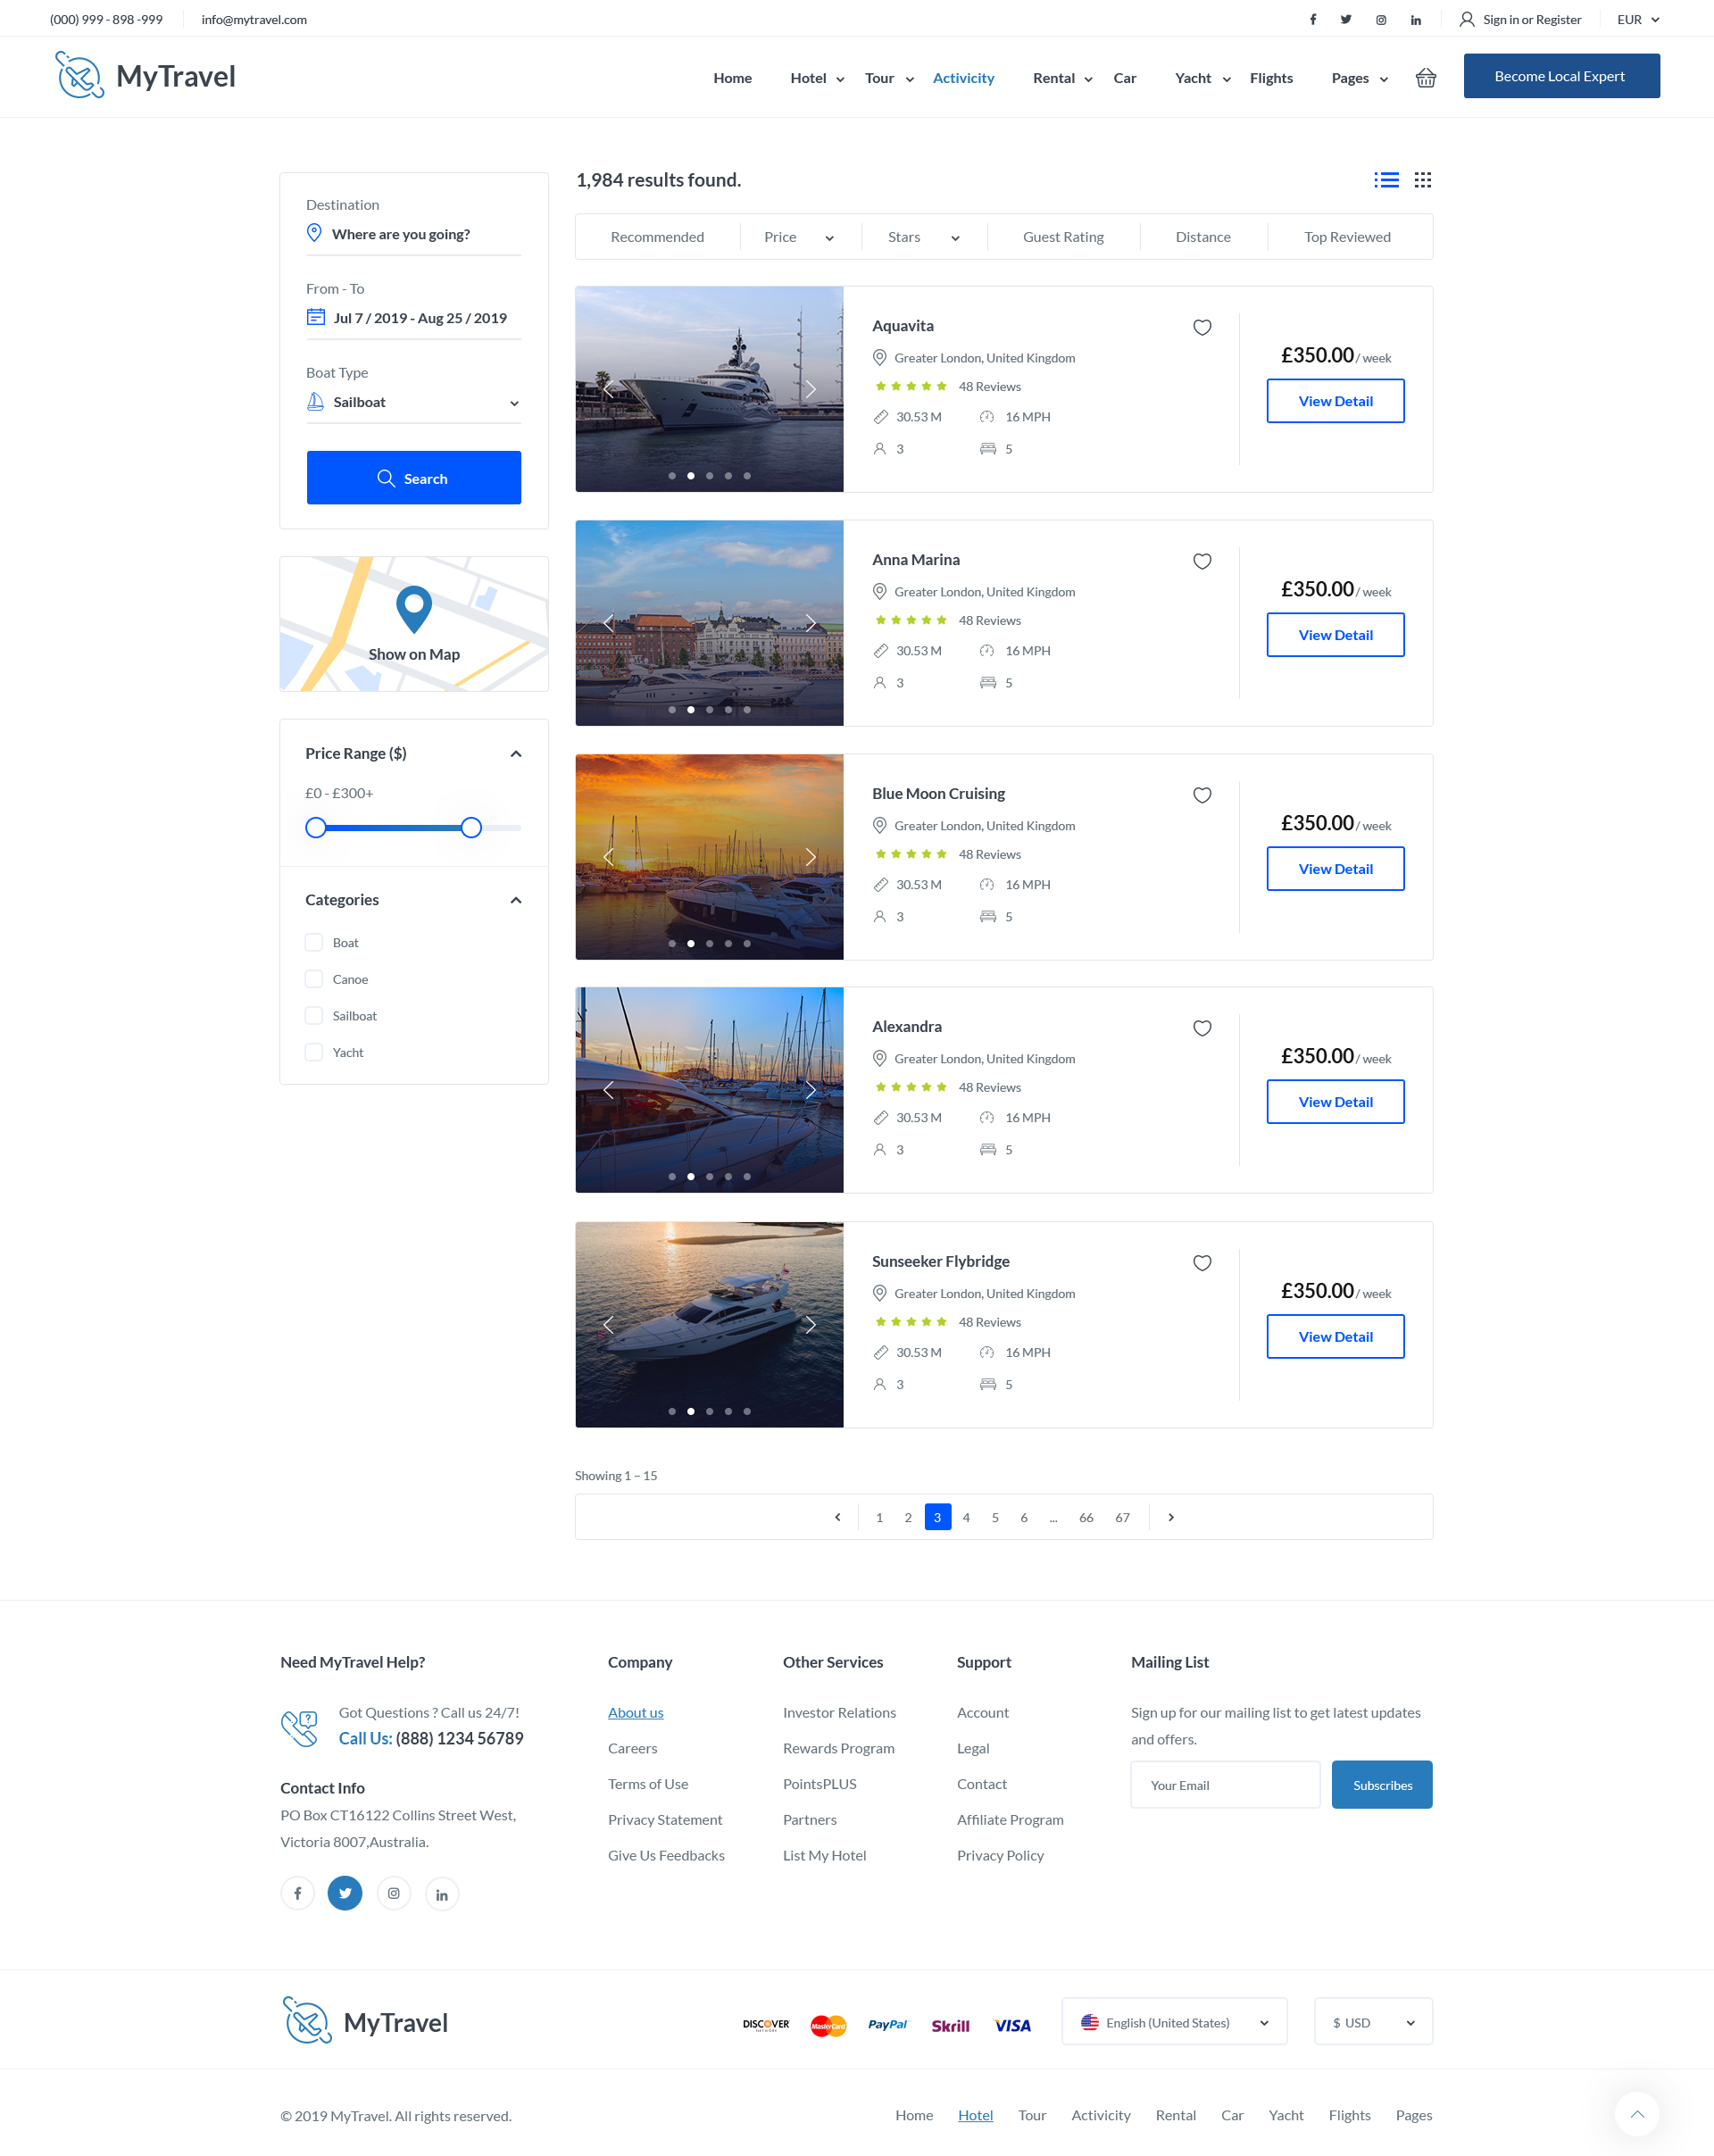 (000) 999 - 898 -999 info@mytravel.com Sign in or Register EUR
MyTravel Home Hotel Tour Activicity Rental Car Yacht Flights Pages Become Local Expert
Destination
Where are you going?
From - To
Jul 7 / 2019 - Aug 25 / 2019
Boat Type
Sailboat
Search
Show on Map
Price Range ($)
£0 - £300+
Categories
Boat
Canoe
Sailboat
Yacht
1,984 results found.
Recommended Price Stars Guest Rating Distance Top Reviewed
Aquavita
Greater London, United Kingdom
48 Reviews
30.53 M 16 MPH
3 5
£350.00 / week
View Detail
Anna Marina
Greater London, United Kingdom
48 Reviews
30.53 M 16 MPH
3 5
£350.00 / week
View Detail
Blue Moon Cruising
Greater London, United Kingdom
48 Reviews
30.53 M 16 MPH
3 5
£350.00 / week
View Detail
Alexandra
Greater London, United Kingdom
48 Reviews
30.53 M 16 MPH
3 5
£350.00 / week
View Detail
Sunseeker Flybridge
Greater London, United Kingdom
48 Reviews
30.53 M 16 MPH
3 5
£350.00 / week
View Detail
Showing 1 – 15
1 2 3 4 5 6 ... 66 67
Need MyTravel Help?
Got Questions ? Call us 24/7!
Call Us: (888) 1234 56789
Contact Info
PO Box CT16122 Collins Street West,
Victoria 8007,Australia.
Company
About us
Careers
Terms of Use
Privacy Statement
Give Us Feedbacks
Other Services
Investor Relations
Rewards Program
PointsPLUS
Partners
List My Hotel
Support
Account
Legal
Contact
Affiliate Program
Privacy Policy
Mailing List
Sign up for our mailing list to get latest updates
and offers.
Your Email Subscribes
MyTravel DISCOVER NETWORK MasterCard PayPal Skrill VISA English (United States) $ USD
© 2019 MyTravel. All rights reserved. Home Hotel Tour Activicity Rental Car Yacht Flights Pages